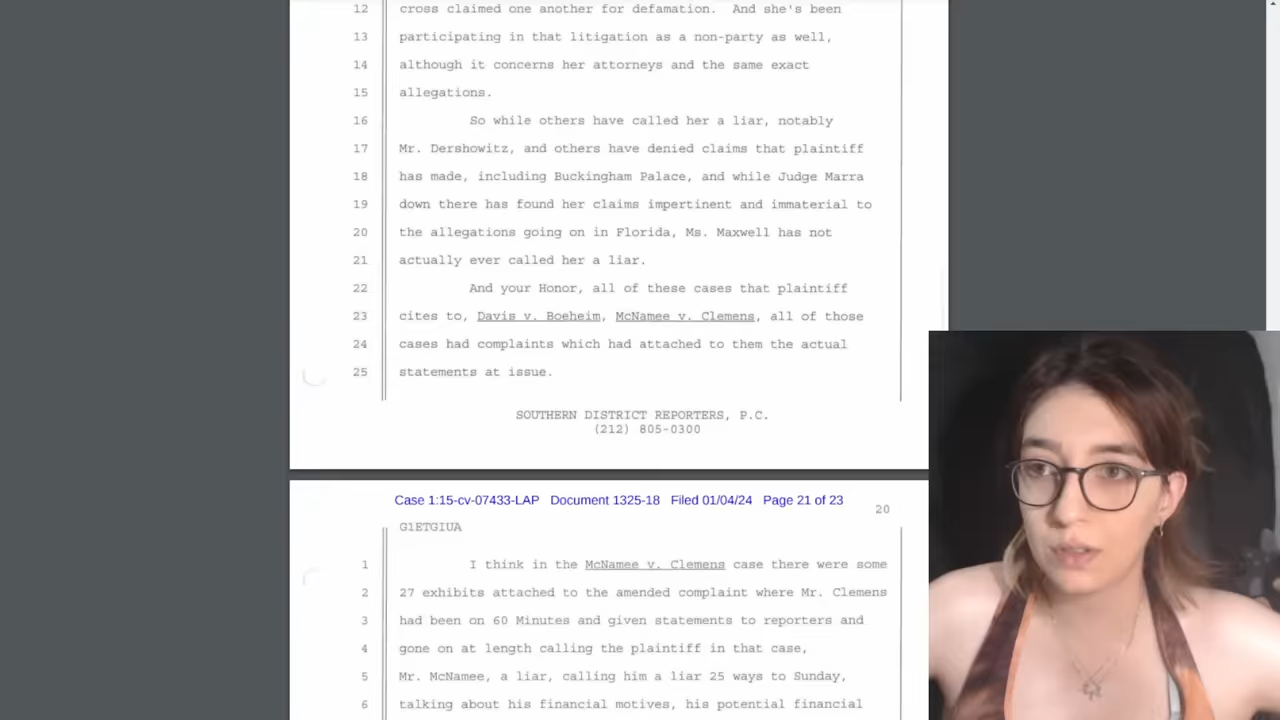 12 cross claimed one another for defamation. And she's been
13 participating in that litigation as a non-party as well,
14 although it concerns her attorneys and the same exact
15 allegations.
16 So while others have called her a liar, notably
17 Mr. Dershowitz, and others have denied claims that plaintiff
18 has made, including Buckingham Palace, and while Judge Marra
19 down there has found her claims impertinent and immaterial to
20 the allegations going on in Florida, Ms. Maxwell has not
21 actually ever called her a liar.
22 And your Honor, all of these cases that plaintiff
23 cites to, Davis v. Boeheim, McNamee v. Clemens, all of those
24 cases had complaints which had attached to them the actual
25 statements at issue.
SOUTHERN DISTRICT REPORTERS, P.C.
(212) 805-0300
Case 1:15-cv-07433-LAP Document 1325-18 Filed 01/04/24 Page 21 of 23
20
G1ETGIUA
1 I think in the McNamee v. Clemens case there were some
2 27 exhibits attached to the amended complaint where Mr. Clemens
3 had been on 60 Minutes and given statements to reporters and
4 gone on at length calling the plaintiff in that case,
5 Mr. McNamee, a liar, calling him a liar 25 ways to Sunday,
6 talking about his financial motives, his potential financial